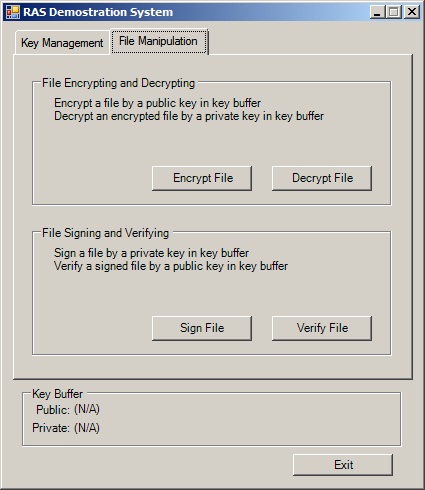 RAS Demostration System
Key Management File Manipulation
File Encrypting and Decrypting
Encrypt a file by a public key in key buffer
Decrypt an encrypted file by a private key in key buffer
Encrypt File Decrypt File
File Signing and Verifying
Sign a file by a private key in key buffer
Verify a signed file by a public key in key buffer
Sign File Verify File
Key Buffer
Public: (N/A)
Private: (N/A)
Exit